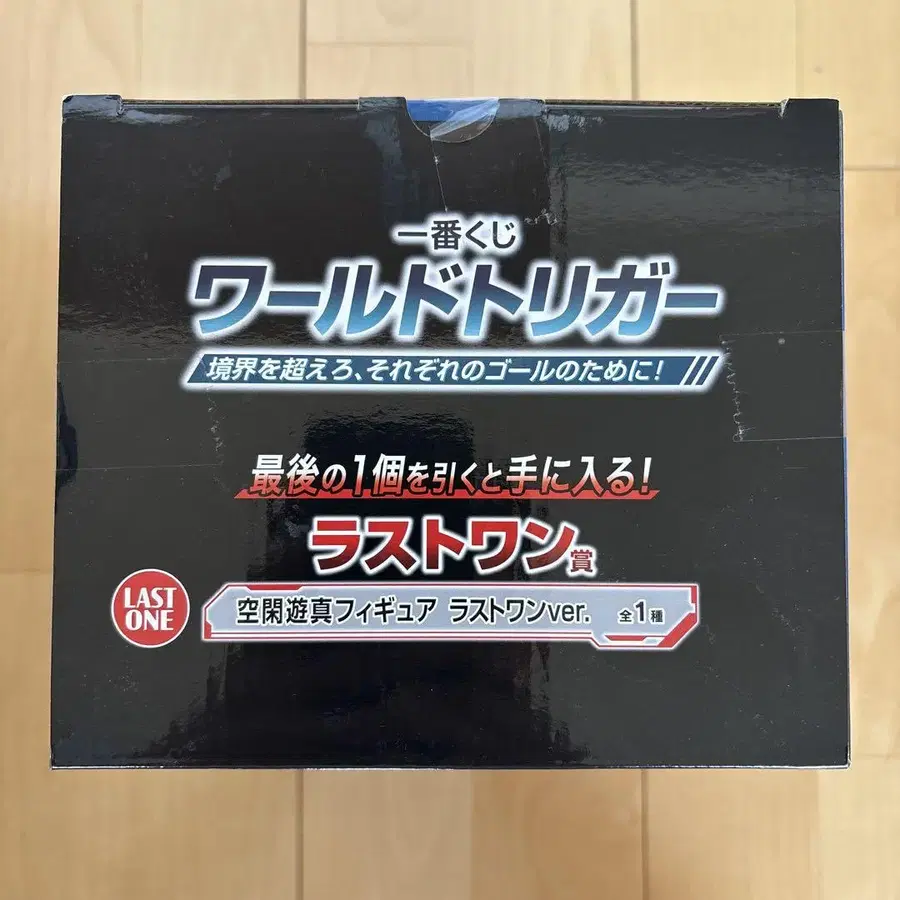 一番くじ
ワールドトリガー
境界を超えろ、それぞれのゴールのために!
最後の1個を引くと手に入る!
ラストワン賞
LAST
ONE
空閑遊真フィギュア ラストワンver. 全1種